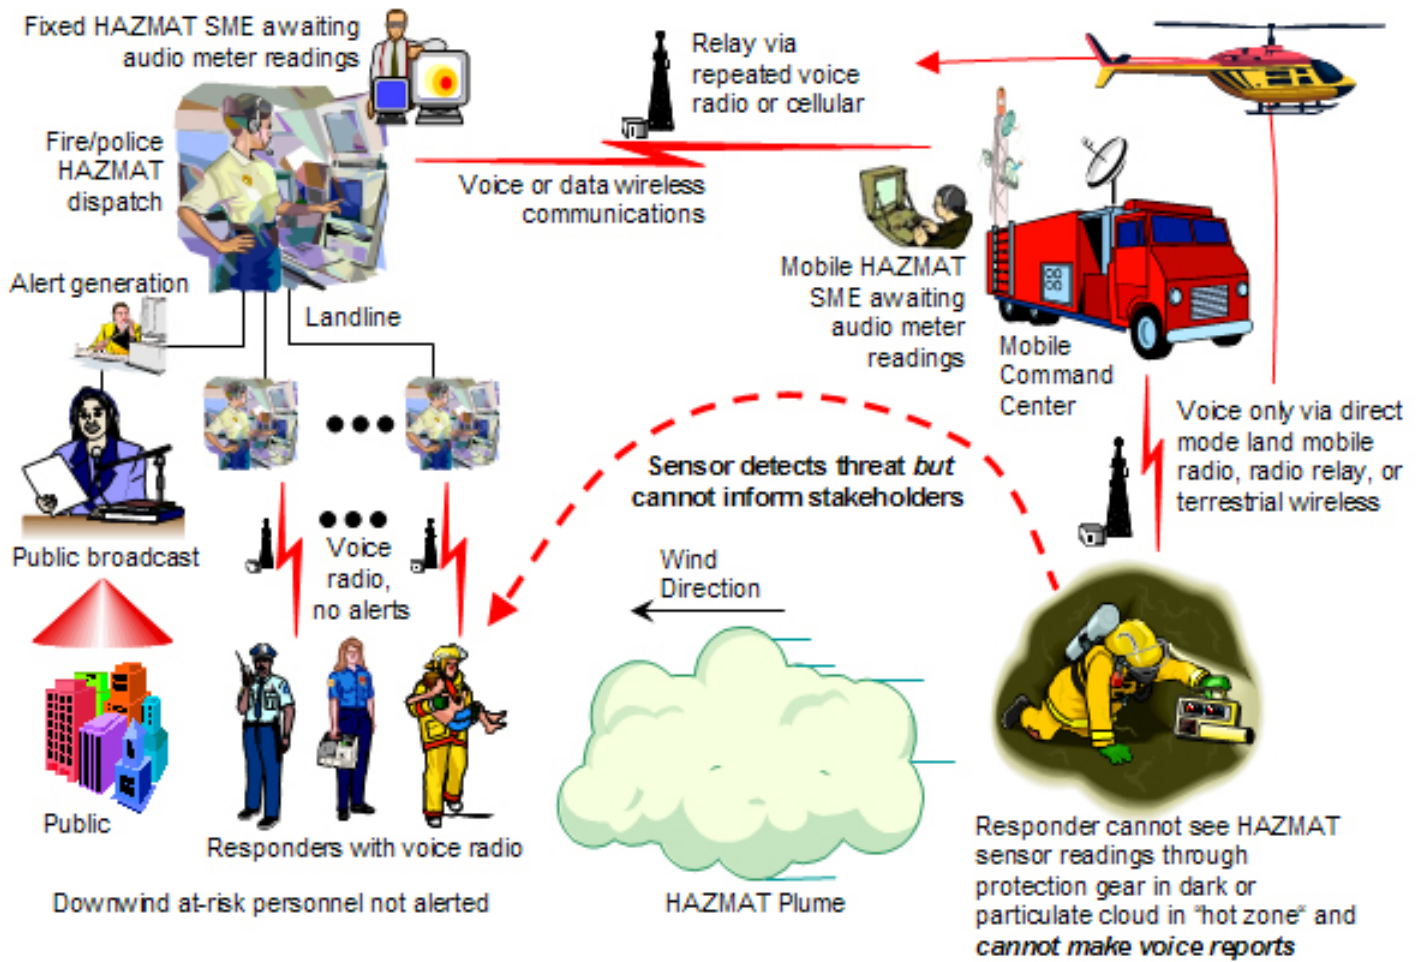 Fixed HAZMAT SME awaiting
audio meter readings
Relay via
repeated voice
radio or cellular
Fire/police
HAZMAT
dispatch
Voice or data wireless
communications
Alert generation
Landline
Mobile HAZMAT
SME awaiting
audio meter
readings
Mobile
Command
Center
Voice only via direct
mode land mobile
radio, radio relay, or
terrestrial wireless
Sensor detects threat but
cannot inform stakeholders
Public broadcast
Voice
radio,
no alerts
Wind
Direction
Public
Responders with voice radio
Downwind at-risk personnel not alerted
HAZMAT Plume
Responder cannot see HAZMAT
sensor readings through
protection gear in dark or
particulate cloud in "hot zone" and
cannot make voice reports